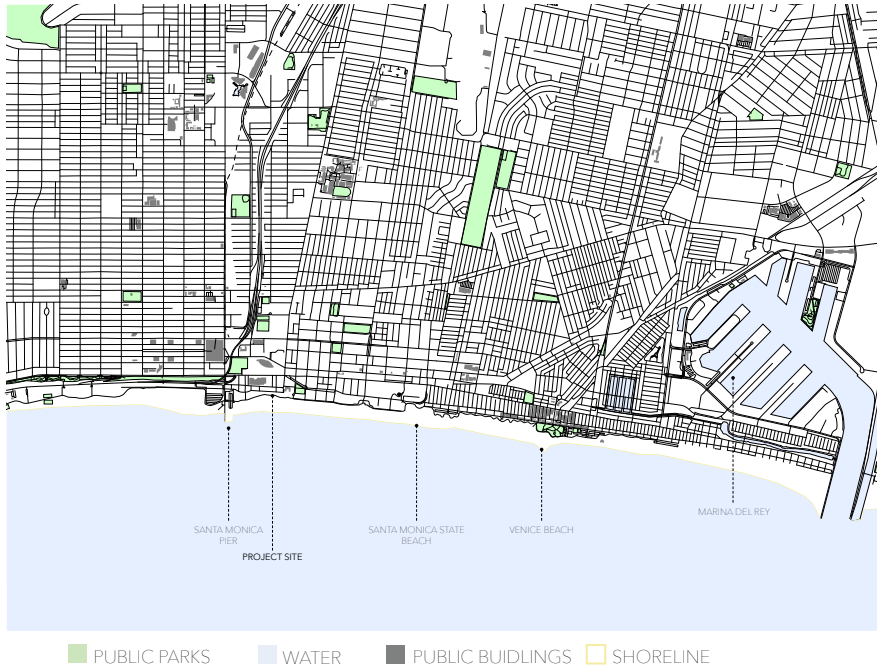 SANTA MONICA
PIER
PROJECT SITE
SANTA MONICA STATE
BEACH
VENICE BEACH
MARINA DEL REY
PUBLIC PARKS
WATER
PUBLIC BUIDLINGS
SHORELINE